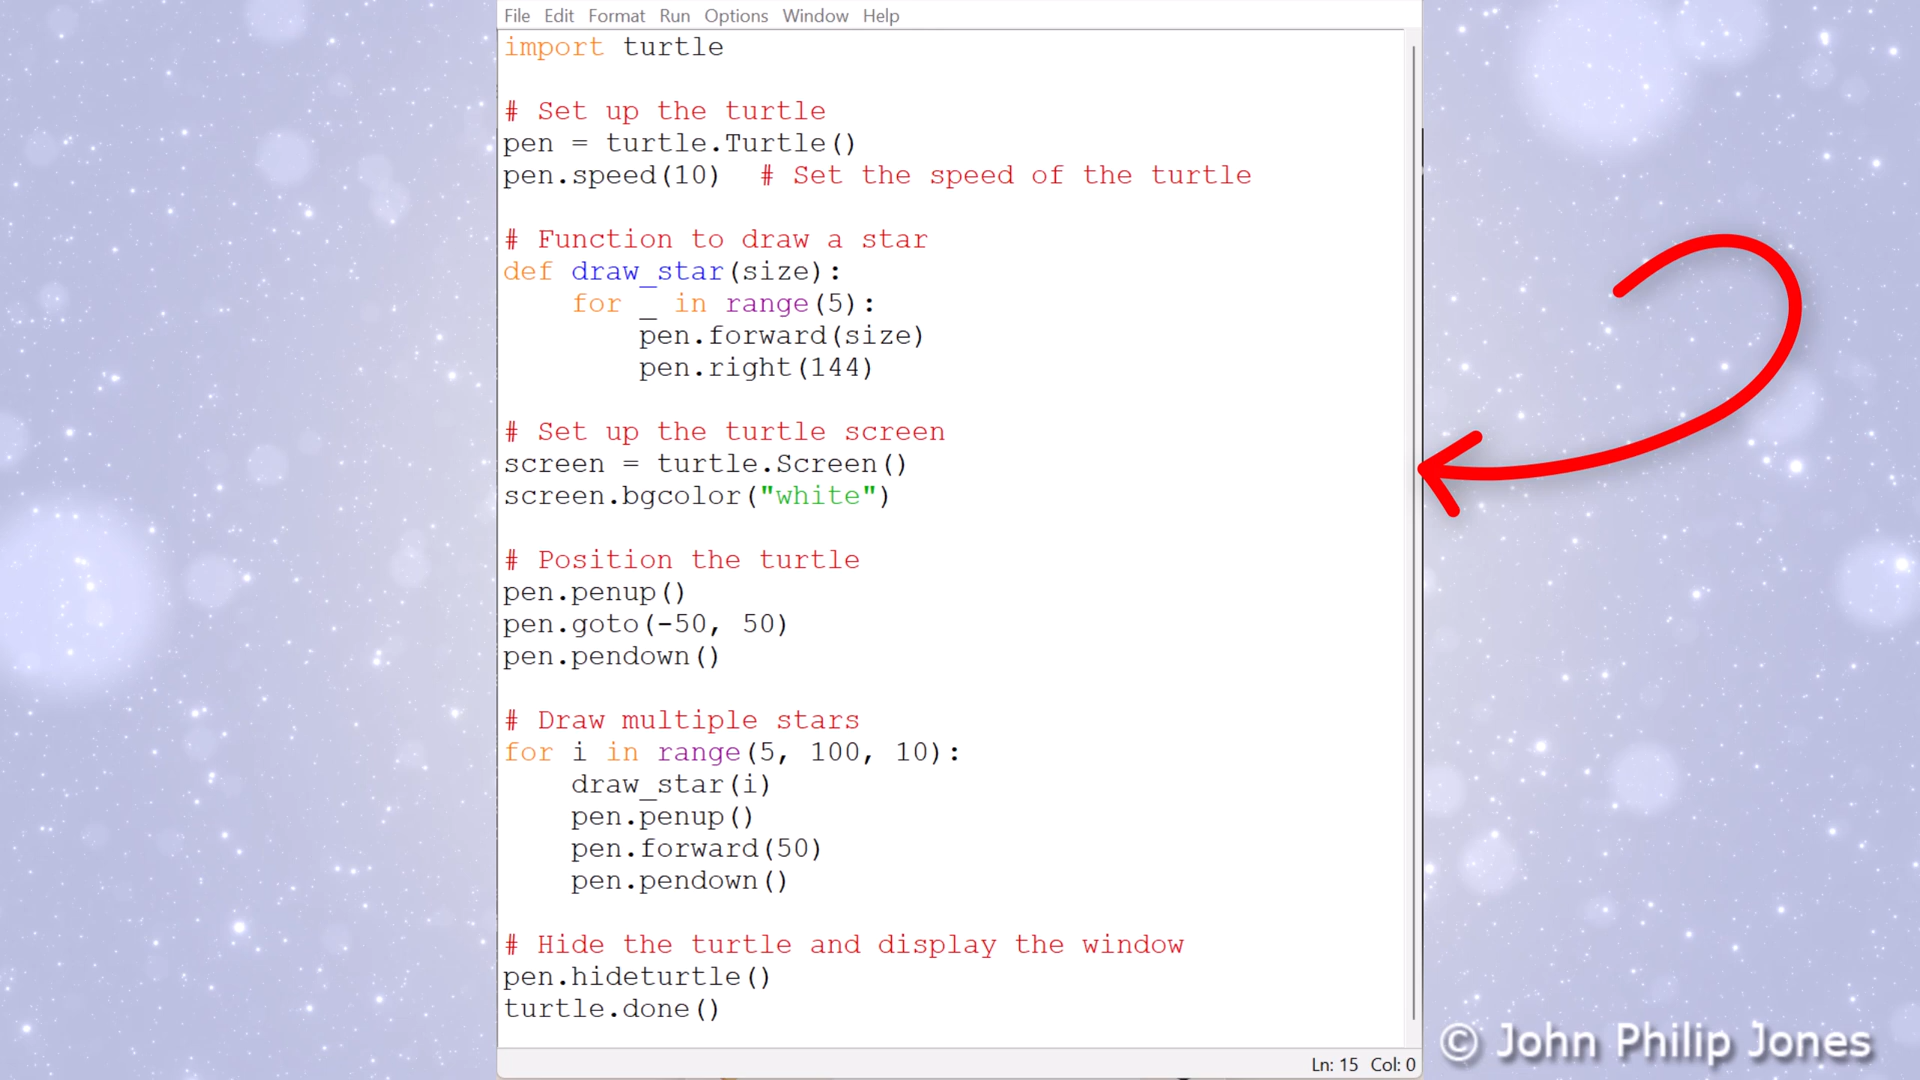 File Edit Format Run Options Window Help
import turtle
# Set up the turtle
pen = turtle.Turtle()
pen.speed(10)  # Set the speed of the turtle
# Function to draw a star
def draw_star(size):
    for _ in range(5):
        pen.forward(size)
        pen.right(144)
# Set up the turtle screen
screen = turtle.Screen()
screen.bgcolor("white")
# Position the turtle
pen.penup()
pen.goto(-50, 50)
pen.pendown()
# Draw multiple stars
for i in range(5, 100, 10):
    draw_star(i)
    pen.penup()
    pen.forward(50)
    pen.pendown()
# Hide the turtle and display the window
pen.hideturtle()
turtle.done()
Ln: 15 Col: 0
© John Philip Jones